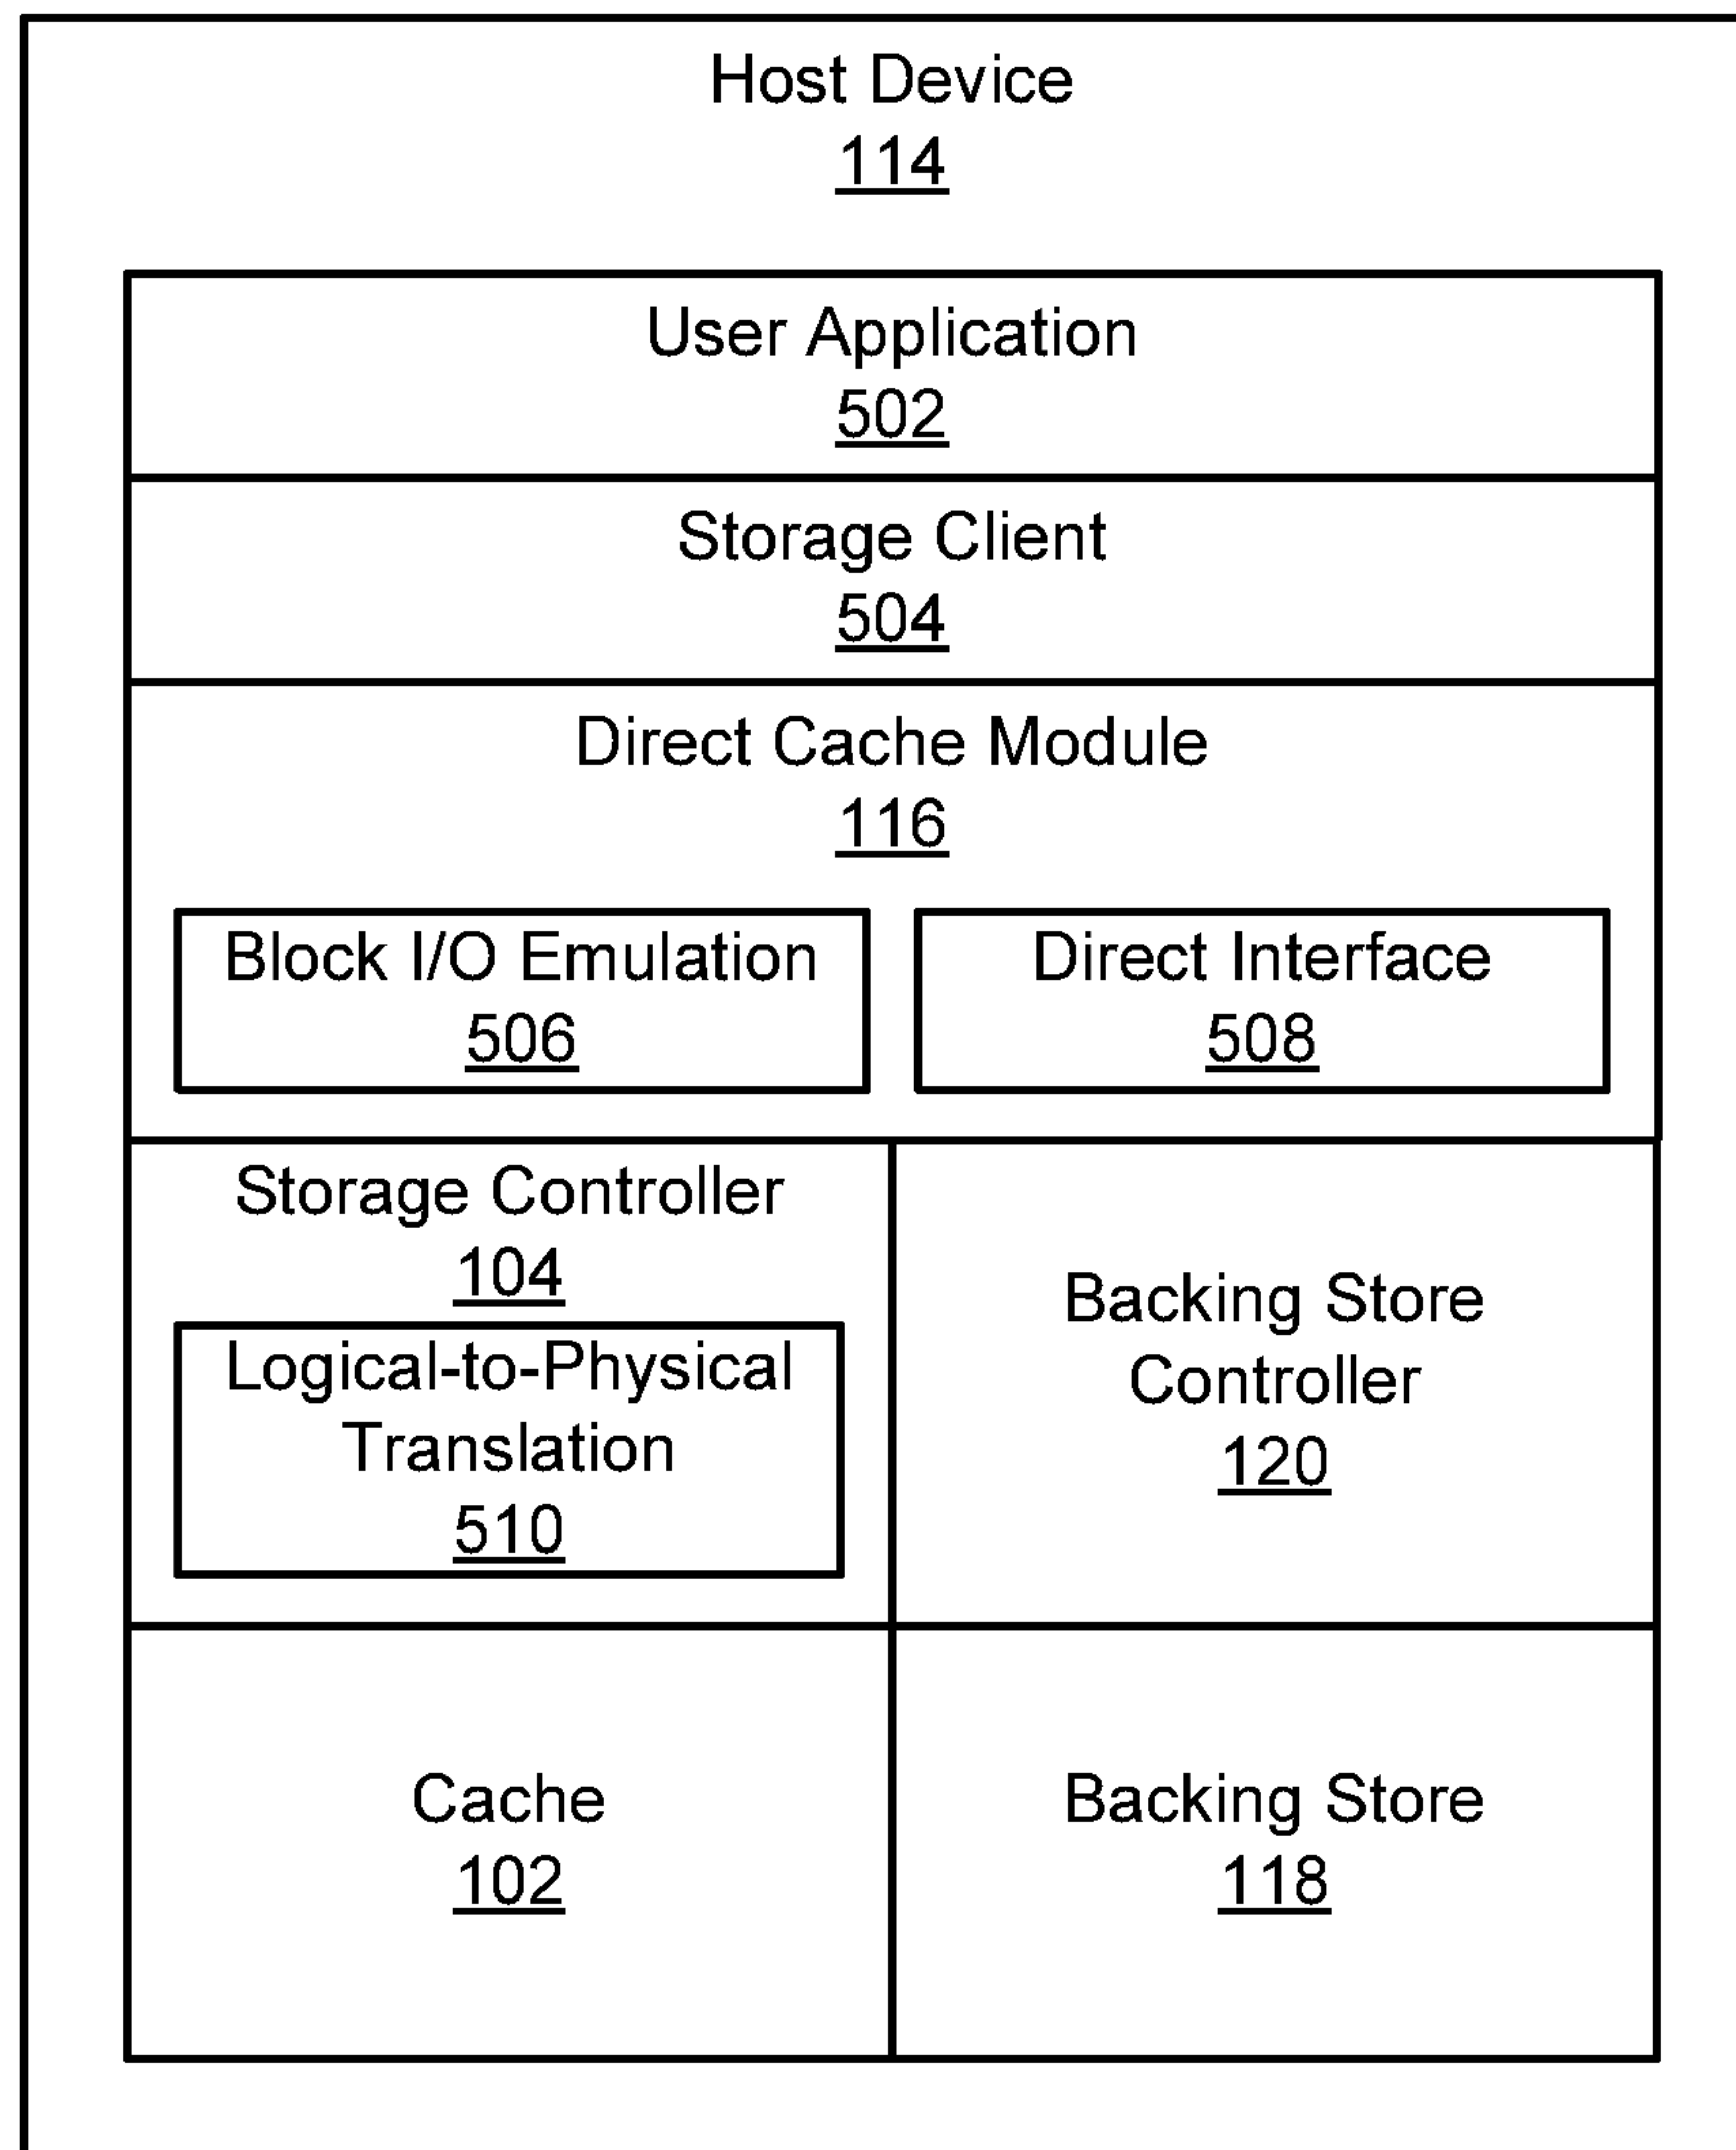 Host Device
114
User Application
502
Storage Client
504
Direct Cache Module
116
Block I/O Emulation
506
Direct Interface
508
Storage Controller
104
Logical-to-Physical
Translation
510
Backing Store
Controller
120
Cache
102
Backing Store
118